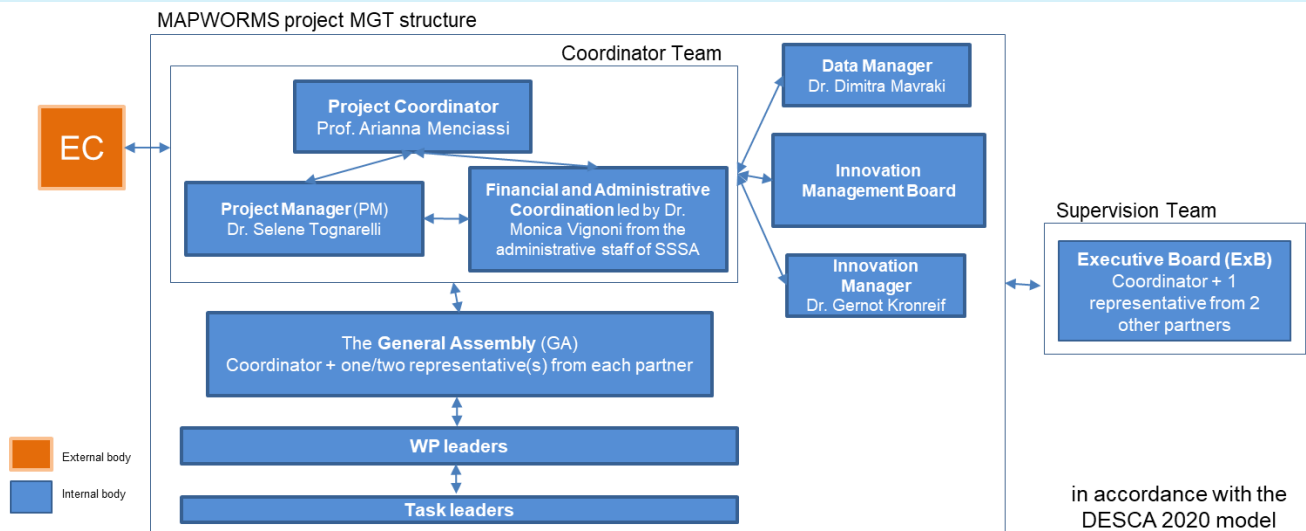 MAPWORMS project MGT structure
Coordinator Team
Project Coordinator
Prof. Arianna Menciassi
EC
Project Manager (PM)
Dr. Selene Tognarelli
Financial and Administrative
Coordination led by Dr.
Monica Vignoni from the
administrative staff of SSSA
Data Manager
Dr. Dimitra Mavraki
Innovation
Management Board
Innovation
Manager
Dr. Gernot Kronreif
Supervision Team
Executive Board (ExB)
Coordinator + 1
representative from 2
other partners
The General Assembly (GA)
Coordinator + one/two representative(s) from each partner
WP leaders
Task leaders
External body
Internal body
in accordance with the
DESCA 2020 model